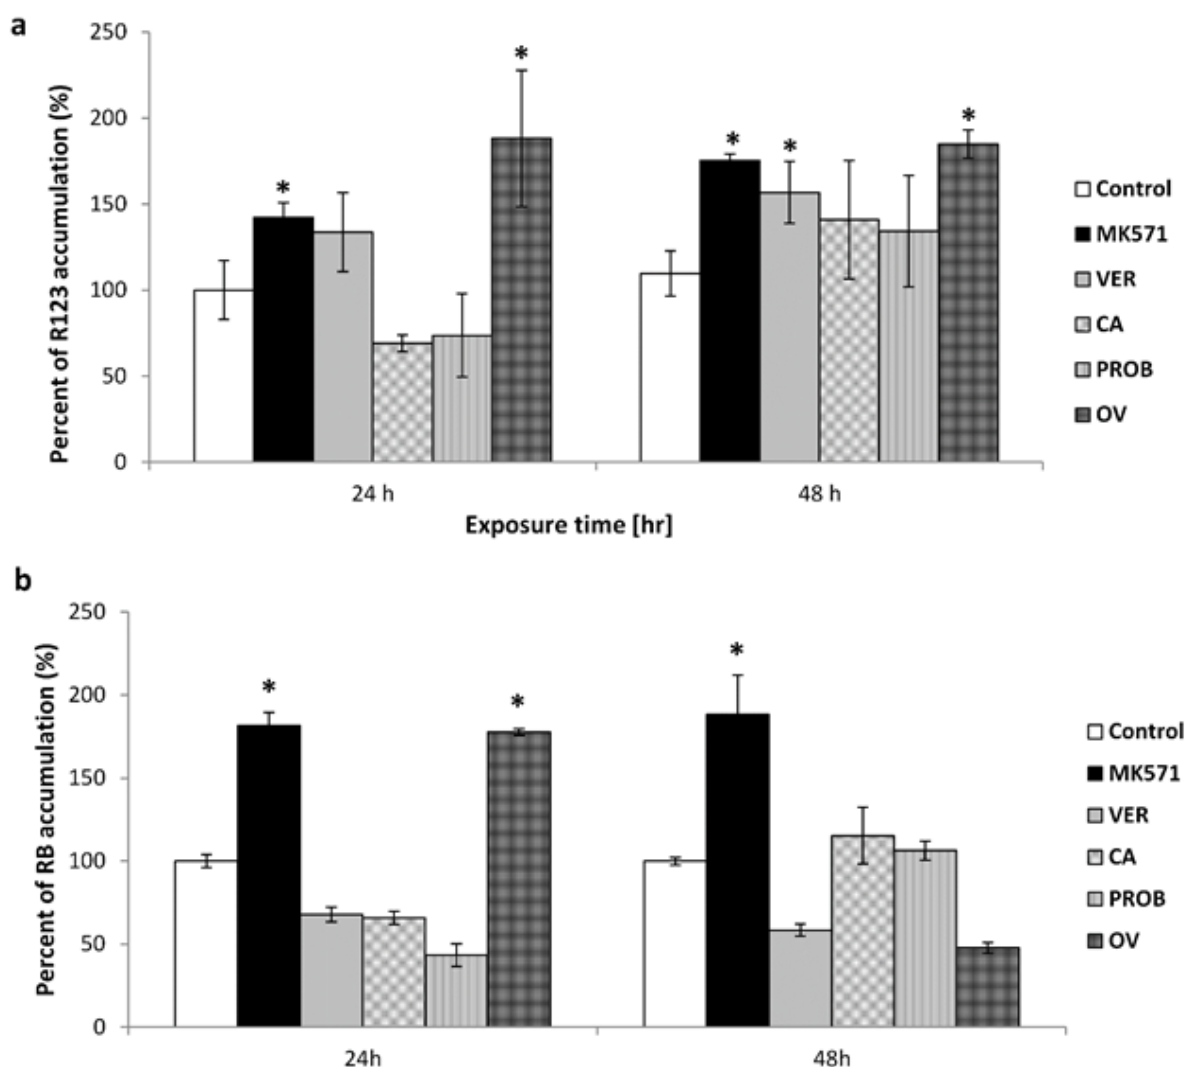 a
Percent of R123 accumulation (%)
250
200
150
100
50
0
*
*
*
*
*
24 h
48 h
Exposure time [hr]
Control
MK571
VER
CA
PROB
OV
b
Percent of RB accumulation (%)
250
200
150
100
50
0
*
*
*
24h
48h
Control
MK571
VER
CA
PROB
OV